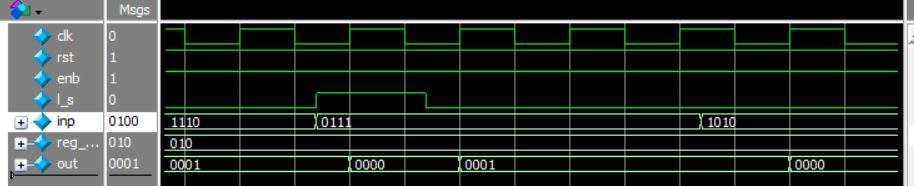 Msgs
clk 0
rst 1
enb 1
l_s 0
inp 0100 1110 0111 1010
reg_... 010 010
out 0001 0001 0000 0001 0000